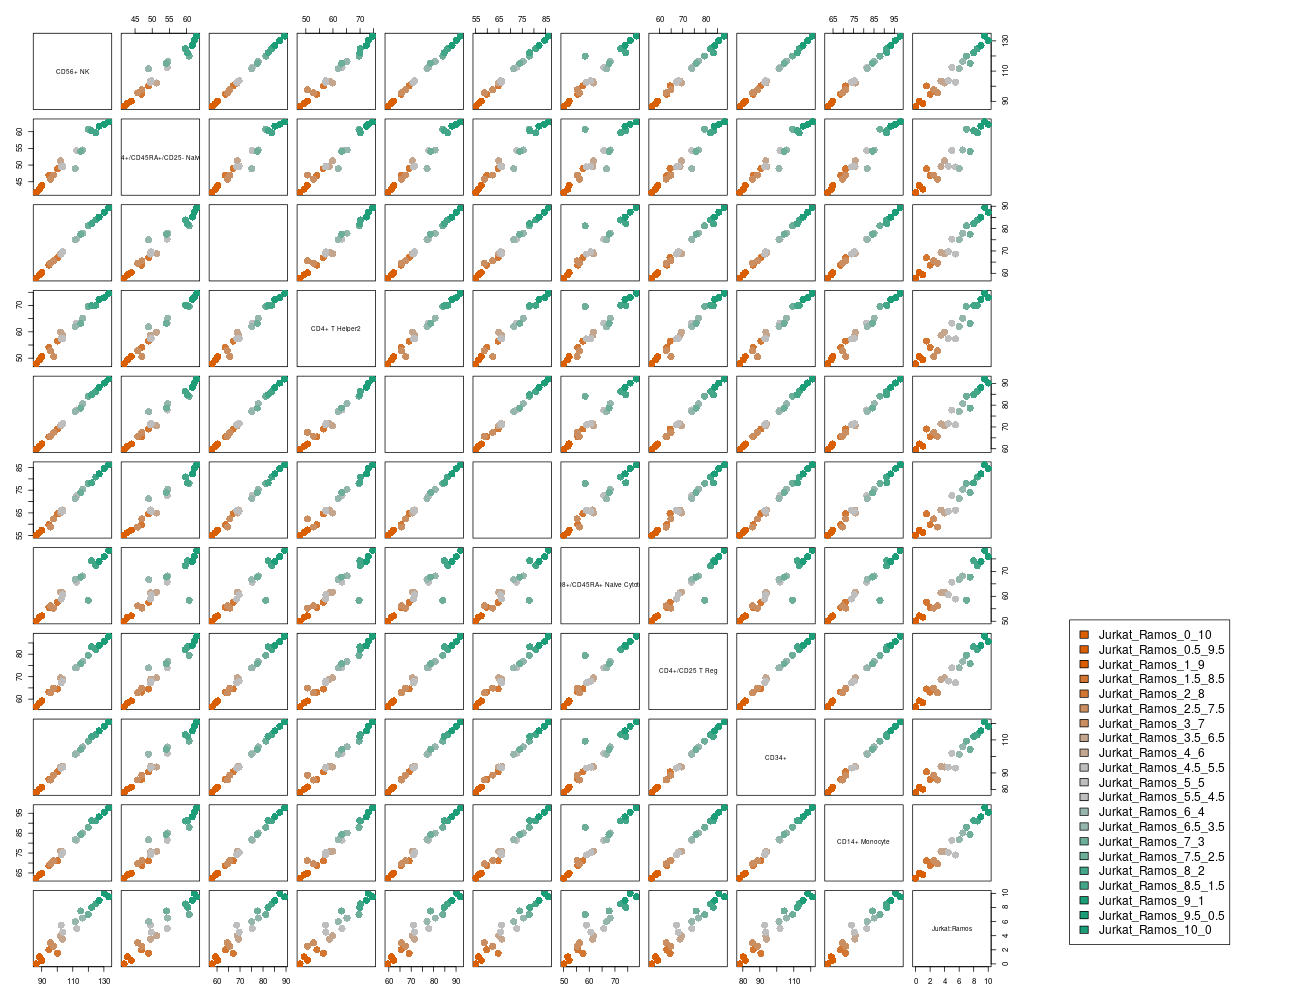 45 50 55 60
50 60 70
55 65 75 85
60 70 80
65 75 85 95
CD56+ NK
90 110 130
45 50 55 60
4+/CD45RA+/CD25- Naiv
60 70 80 90
50 60 70
CD4+ T Helper2
60 70 80 90
55 65 75 85
8+/CD45RA+ Naive Cytot
50 60 70
60 70 80
CD4+/CD25 T Reg
CD34+
80 90 110
65 75 85 95
CD14+ Monocyte
Jurkat:Ramos
0 2 4 6 8 10
90 110 130
60 70 80 90
60 70 80 90
50 60 70
80 90 110
0 2 4 6 8 10
Jurkat_Ramos_0_10
Jurkat_Ramos_0.5_9.5
Jurkat_Ramos_1_9
Jurkat_Ramos_1.5_8.5
Jurkat_Ramos_2_8
Jurkat_Ramos_2.5_7.5
Jurkat_Ramos_3_7
Jurkat_Ramos_3.5_6.5
Jurkat_Ramos_4_6
Jurkat_Ramos_4.5_5.5
Jurkat_Ramos_5_5
Jurkat_Ramos_5.5_4.5
Jurkat_Ramos_6_4
Jurkat_Ramos_6.5_3.5
Jurkat_Ramos_7_3
Jurkat_Ramos_7.5_2.5
Jurkat_Ramos_8_2
Jurkat_Ramos_8.5_1.5
Jurkat_Ramos_9_1
Jurkat_Ramos_9.5_0.5
Jurkat_Ramos_10_0